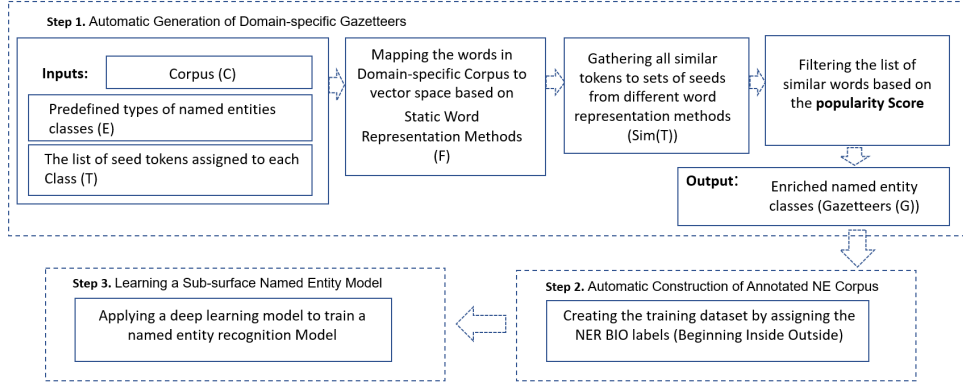 Step 1. Automatic Generation of Domain-specific Gazetteers
Inputs:
Corpus (C)
Predefined types of named entities
classes (E)
The list of seed tokens assigned to each
Class (T)
Mapping the words in
Domain-specific Corpus to
vector space based on
Static Word
Representation Methods
(F)
Gathering all similar
tokens to sets of seeds
from different word
representation methods
(Sim(T))
Filtering the list of
similar words based on
the popularity Score
Output:
Enriched named entity
classes (Gazetteers (G))
Step 2. Automatic Construction of Annotated NE Corpus
Creating the training dataset by assigning the
NER BIO labels (Beginning Inside Outside)
Step 3. Learning a Sub-surface Named Entity Model
Applying a deep learning model to train a
named entity recognition Model